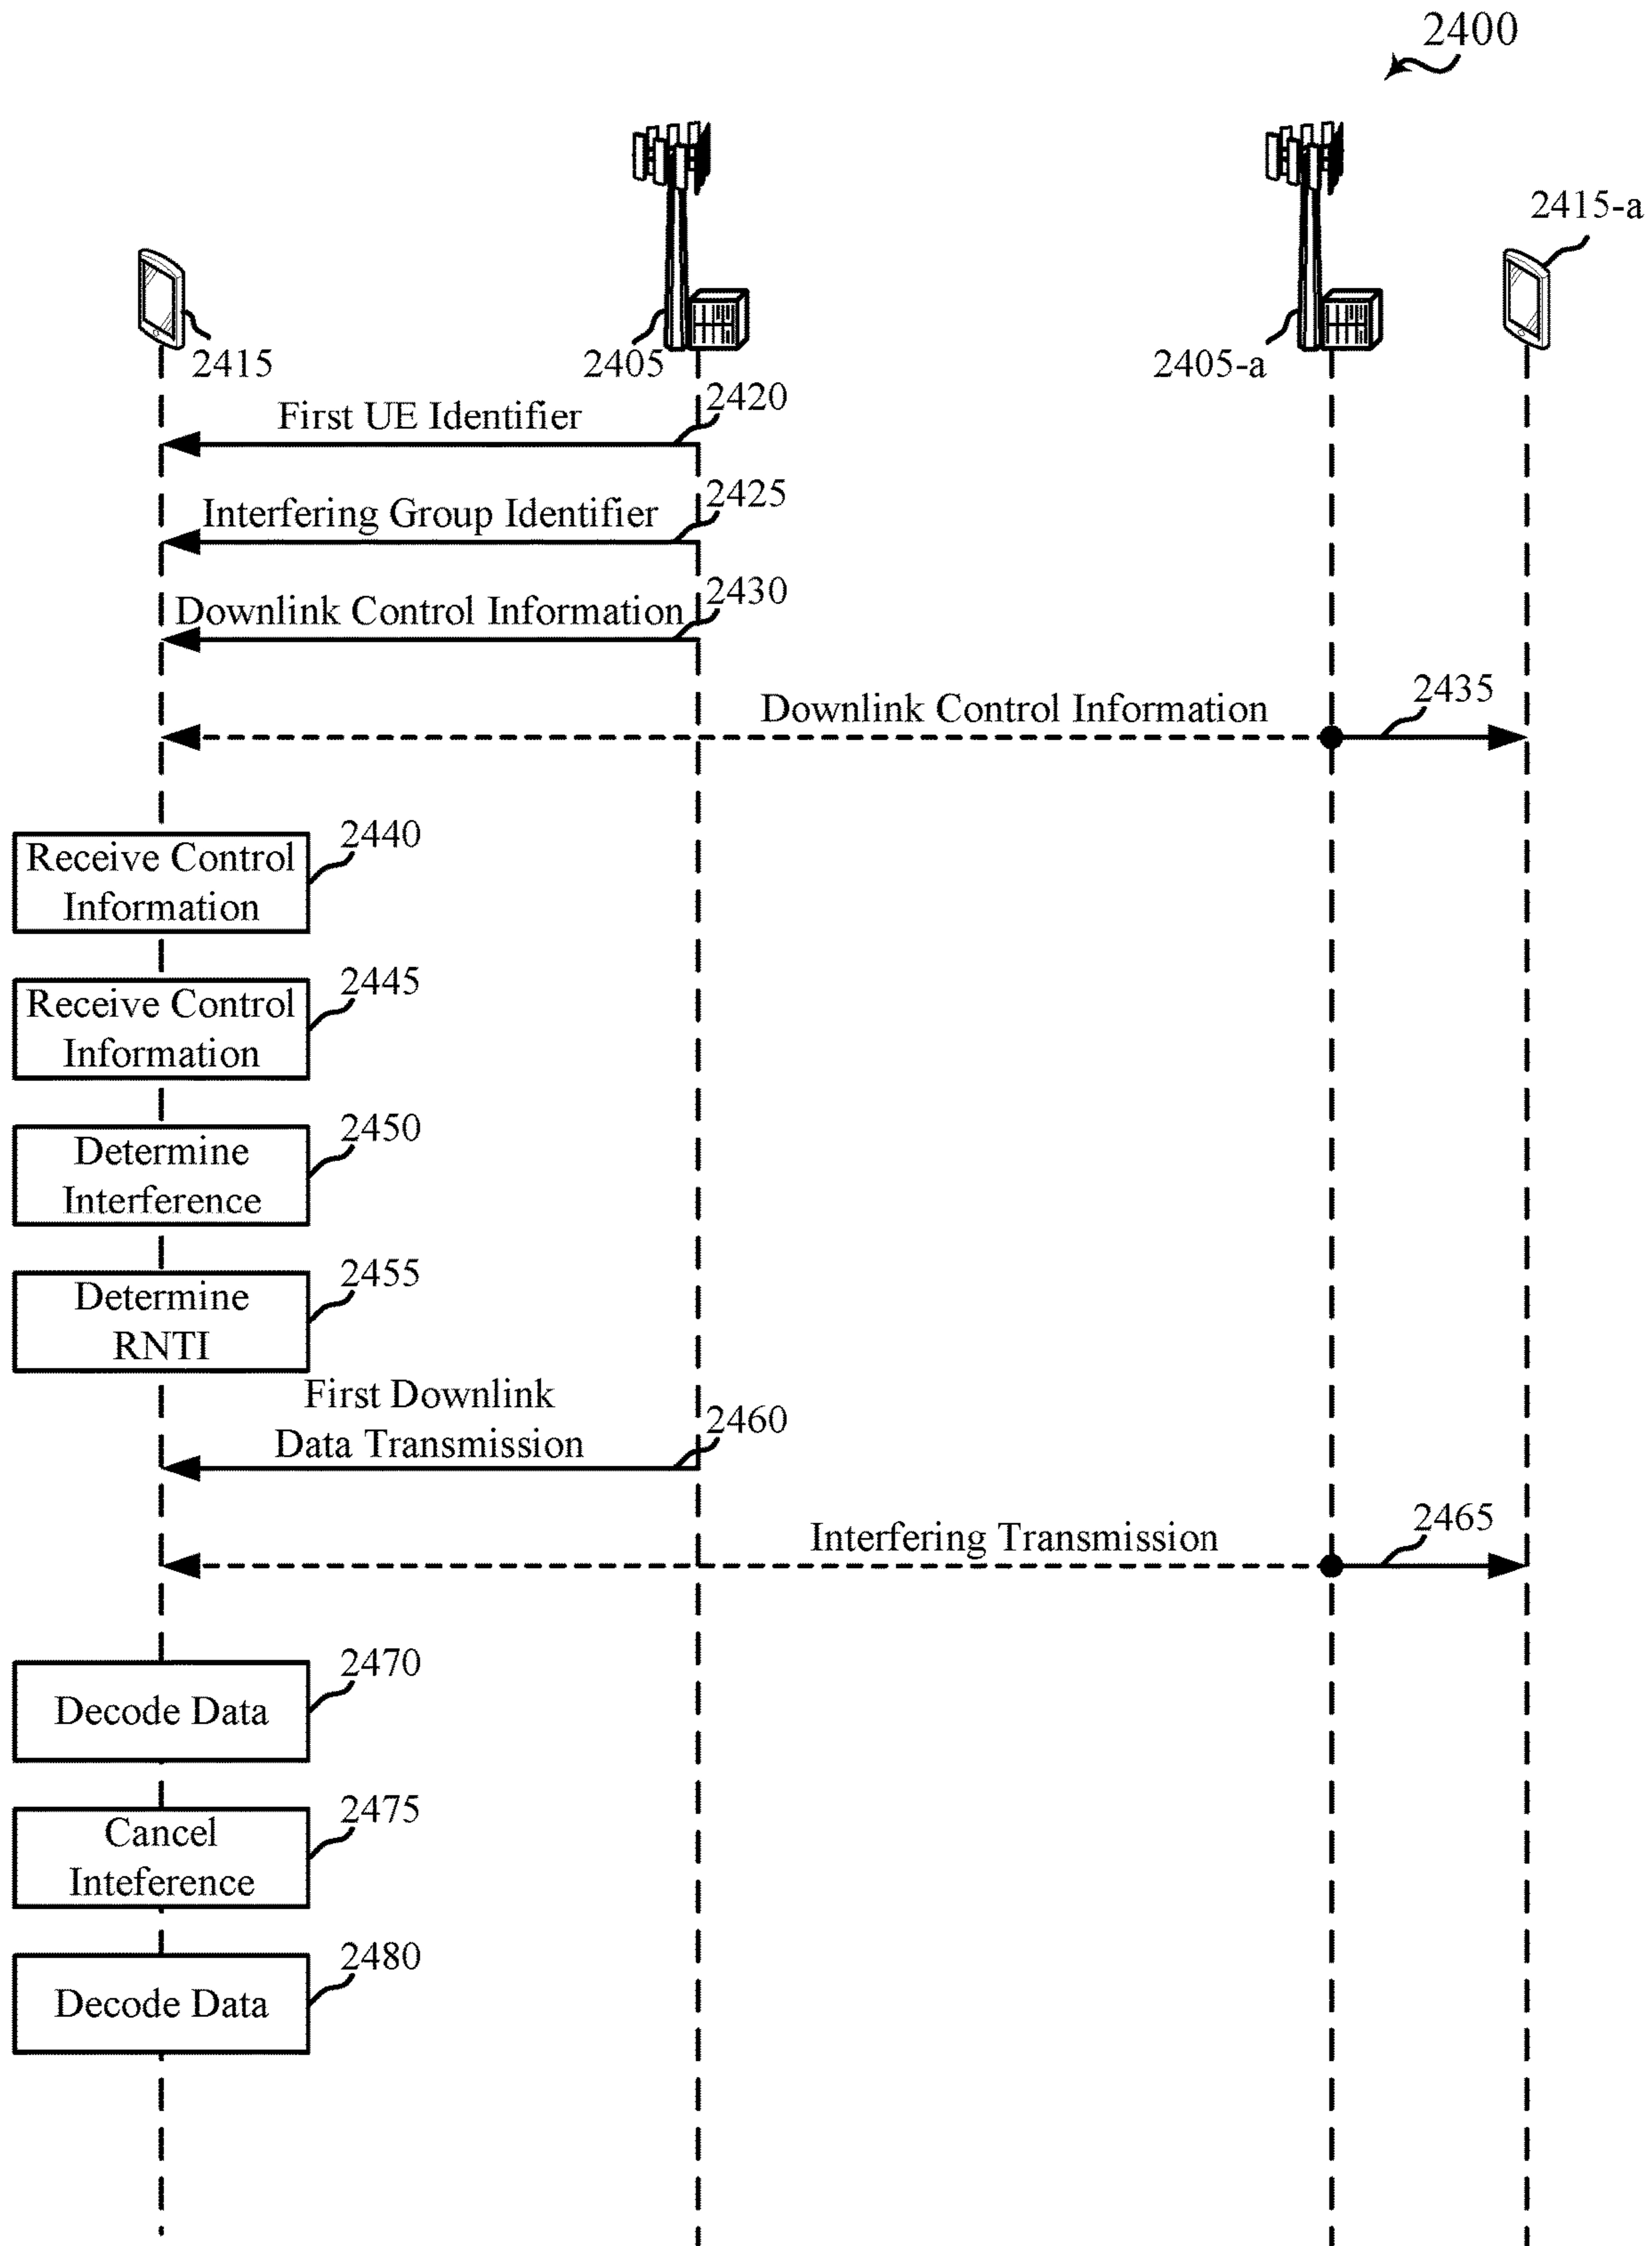 2400
2415-a
2415
2405
2405-a
2420
First UE Identifier
2425
Interfering Group Identifier
2430
Downlink Control Information
2435
Downlink Control Information
2440
Receive Control
Information
2445
Receive Control
Information
2450
Determine
Interference
2455
Determine
RNTI
First Downlink
Data Transmission
2460
2465
Interfering Transmission
2470
Decode Data
2475
Cancel
Inteference
2480
Decode Data